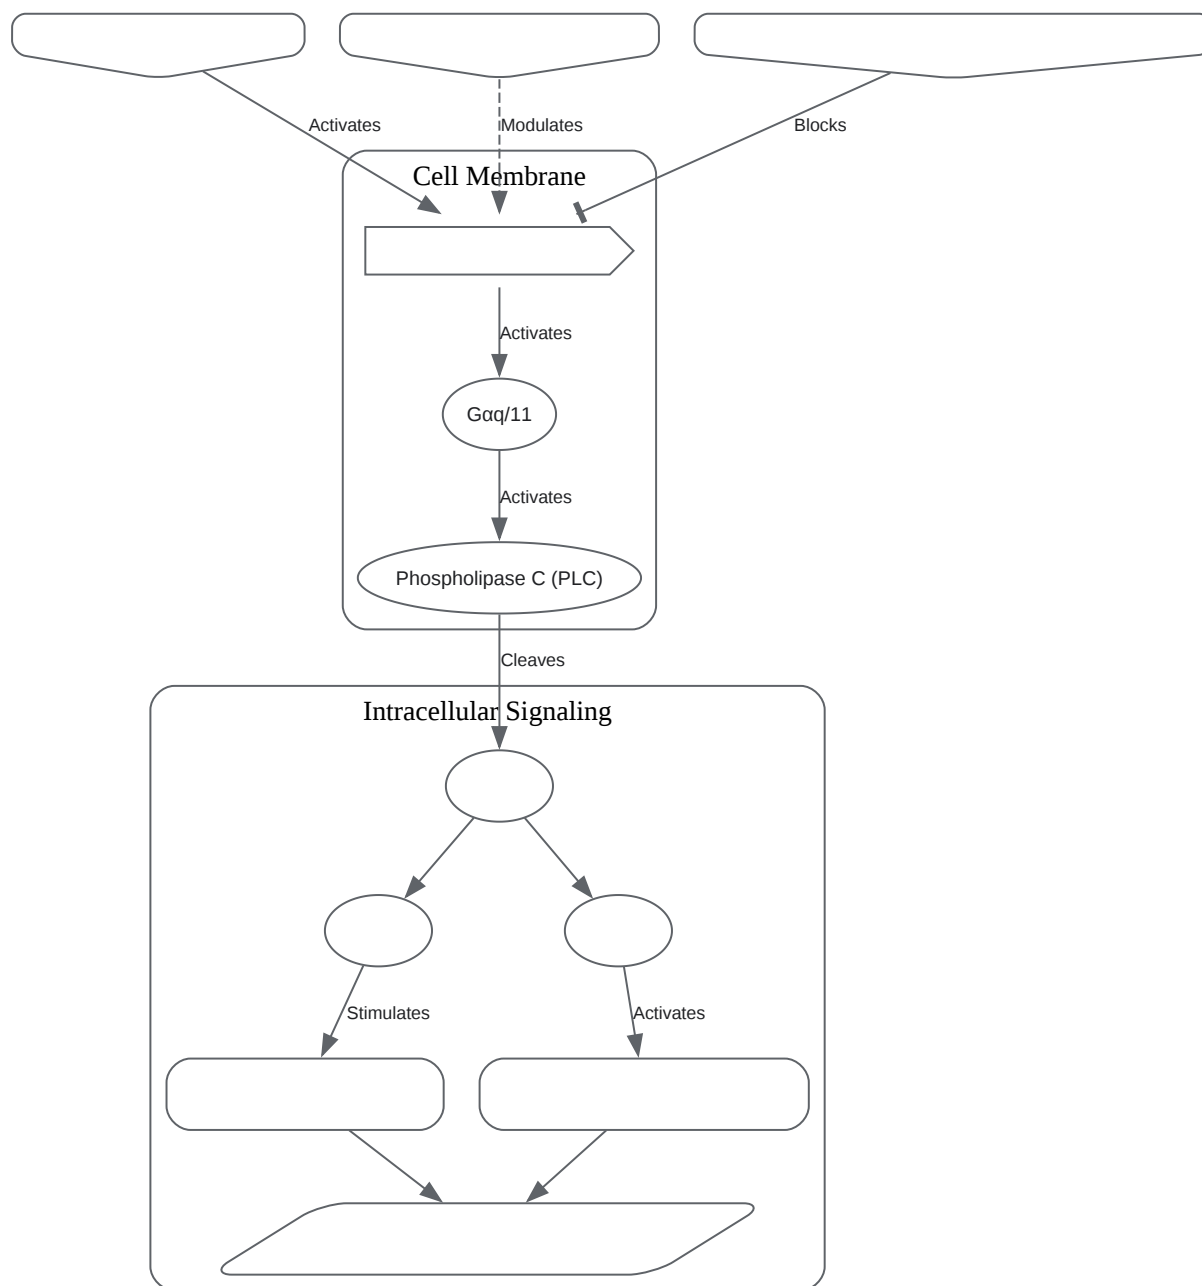 Activates
Modulates
Blocks
Cell Membrane
Activates
Gαq/11
Activates
Phospholipase C (PLC)
Cleaves
Intracellular Signaling
Stimulates
Activates